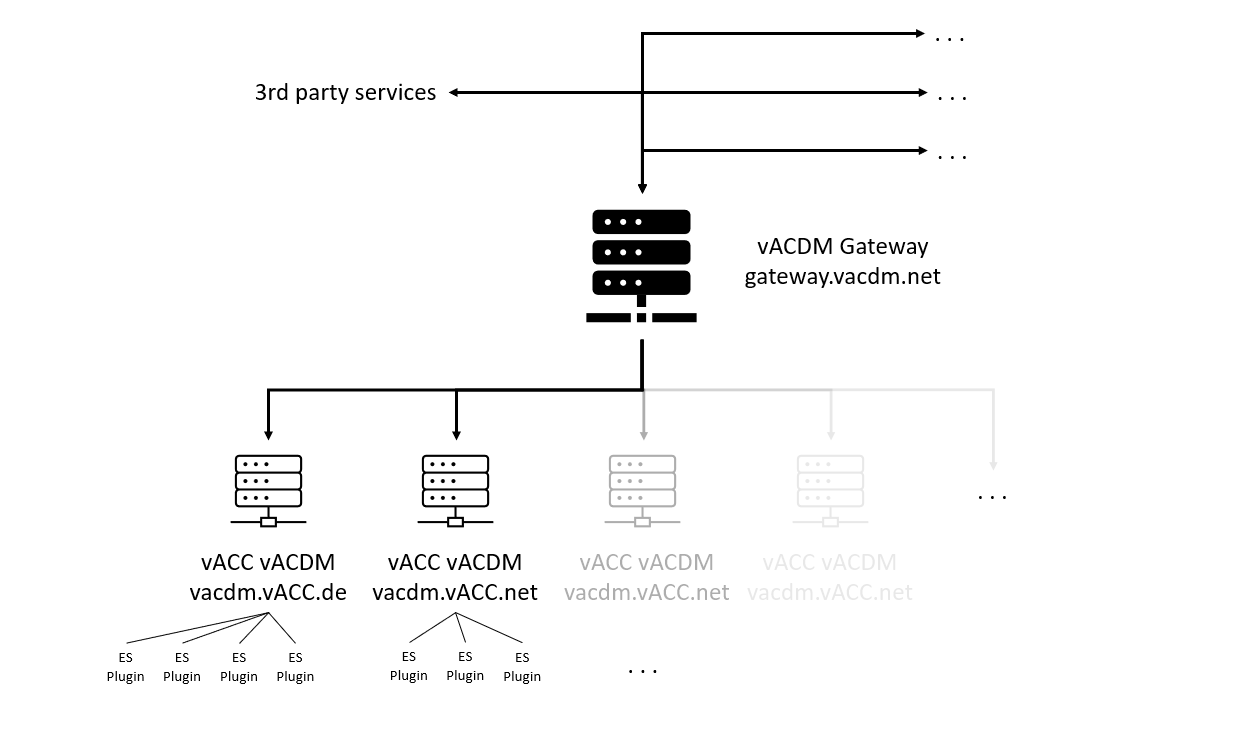 . . .
3rd party services
. . .
. . .
vACDM Gateway
gateway.vacdm.net
. . .
vACC vACDM
vacdm.vACC.de
vACC vACDM
vacdm.vACC.net
vACC vACDM
vacdm.vACC.net
vACC vACDM
vacdm.vACC.net
ES
Plugin
ES
Plugin
ES
Plugin
ES
Plugin
ES
Plugin
ES
Plugin
ES
Plugin
. . .